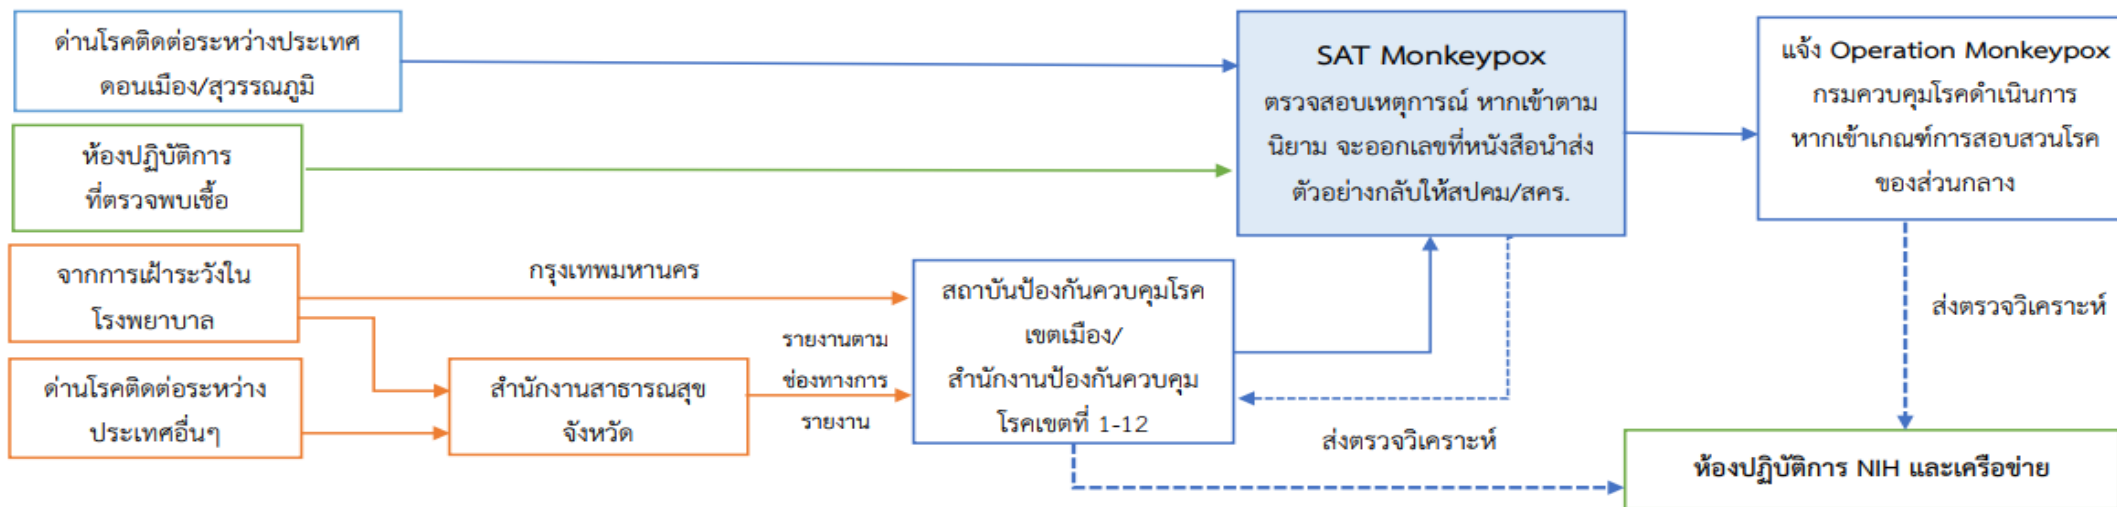 ด่านโรคติดต่อระหว่างประเทศ
ดอนเมือง/สุวรรณภูมิ
ห้องปฏิบัติการ
ที่ตรวจพบเชื้อ
จากการเฝ้าระวังใน
โรงพยาบาล
ด่านโรคติดต่อระหว่าง
ประเทศอื่นๆ
กรุงเทพมหานคร
สำนักงานสาธารณสุข
จังหวัด
รายงานตาม
ช่องทางการ
รายงาน
สถาบันป้องกันควบคุมโรค
เขตเมือง/
สำนักงานป้องกันควบคุม
โรคเขตที่ 1-12
SAT Monkeypox
ตรวจสอบเหตุการณ์ หากเข้าตาม
นิยาม จะออกเลขที่หนังสือนำส่ง
ตัวอย่างกลับให้สปคม/สคร.
แจ้ง Operation Monkeypox
กรมควบคุมโรคดำเนินการ
หากเข้าเกณฑ์การสอบสวนโรค
ของส่วนกลาง
ส่งตรวจวิเคราะห์
ส่งตรวจวิเคราะห์
ห้องปฏิบัติการ NIH และเครือข่าย